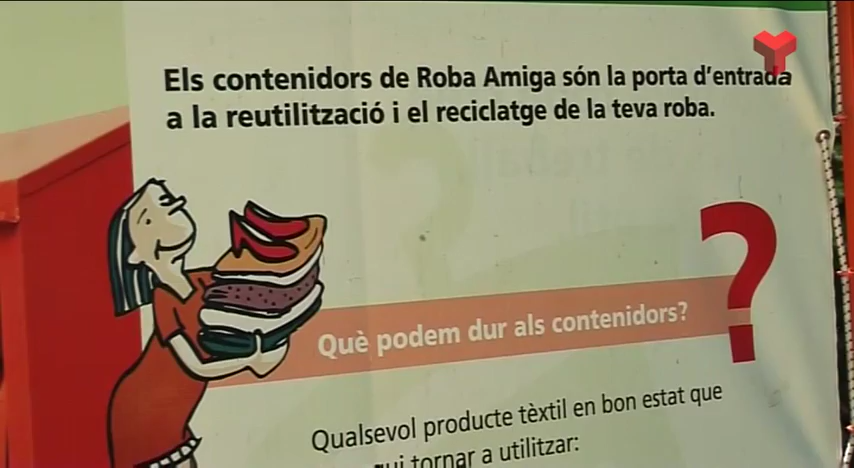 Els contenidors de Roba Amiga són la porta d'entrada
a la reutilització i el reciclatge de la teva roba.
?
Què podem dur als contenidors?
Qualsevol producte tèxtil en bon estat que
tornar a utilitzar: